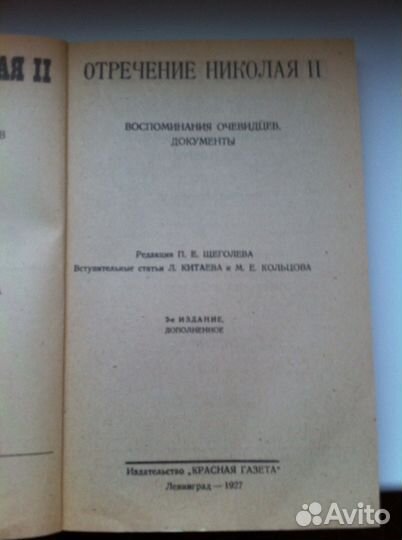 АЯ II
ОТРЕЧЕНИЕ НИКОЛАЯ II
В
ВОСПОМИНАНИЯ ОЧЕВИДЦЕВ,
ДОКУМЕНТЫ
Редакция П. Е. ЩЕГОЛЕВА
Вступительные статьи Л. КИТАЕВА и М. Е. КОЛЬЦОВА
2-е ИЗДАНИЕ,
ДОПОЛНЕННОЕ
Издательство „КРАСНАЯ ГАЗЕТА"
Ленинград — 1927
Avito